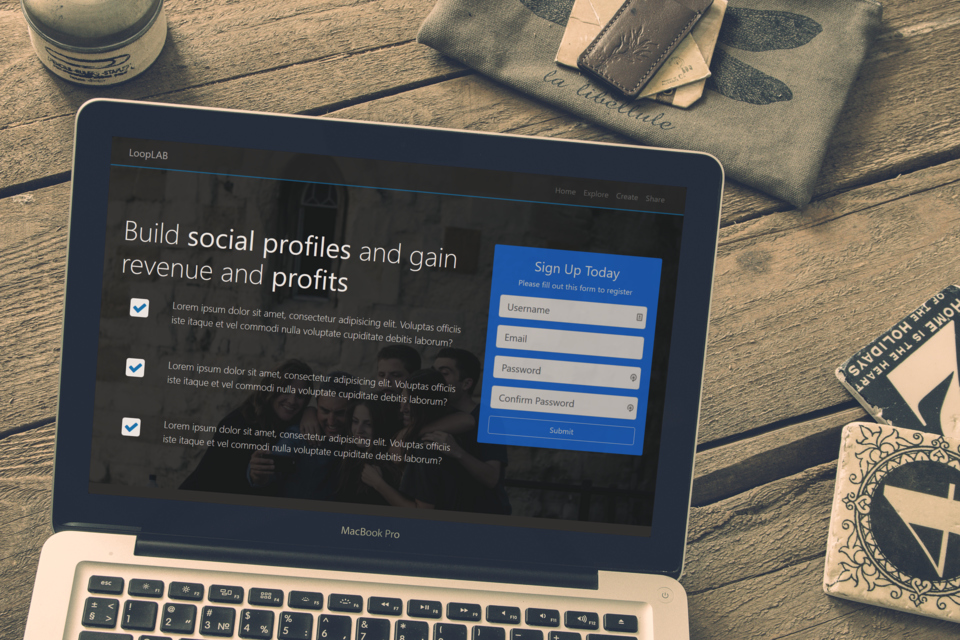 la libellule
LoopLAB
Home Explore Create Share
Build social profiles and gain
revenue and profits
Lorem ipsum dolor sit amet, consectetur adipisicing elit. Voluptas officiis
iste itaque et vel commodi nulla voluptate cupiditate debitis laborum?
Lorem ipsum dolor sit amet, consectetur adipisicing elit. Voluptas officiis
iste itaque et vel commodi nulla voluptate cupiditate debitis laborum?
Lorem ipsum dolor sit amet, consectetur adipisicing elit. Voluptas officiis
iste itaque et vel commodi nulla voluptate cupiditate debitis laborum?
Sign Up Today
Please fill out this form to register
Username
Email
Password
Confirm Password
Submit
HOME IS THE HEART
OF THE HOLIDAYS
MacBook Pro
esc